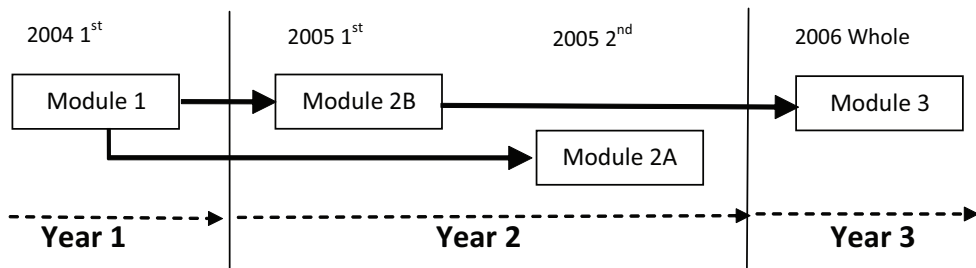 2004 1st 2005 1st 2005 2nd 2006 Whole
Module 1 Module 2B Module 3
Module 2A
Year 1 Year 2 Year 3